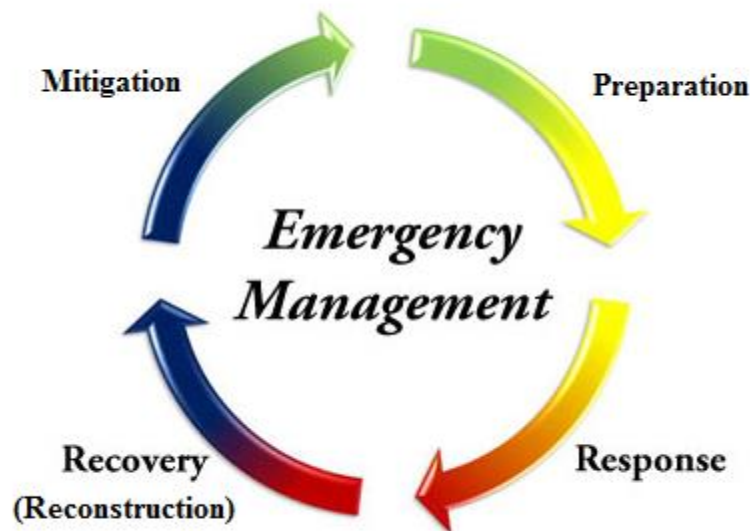 Mitigation
Preparation
Emergency
Management
Recovery
(Reconstruction)
Response